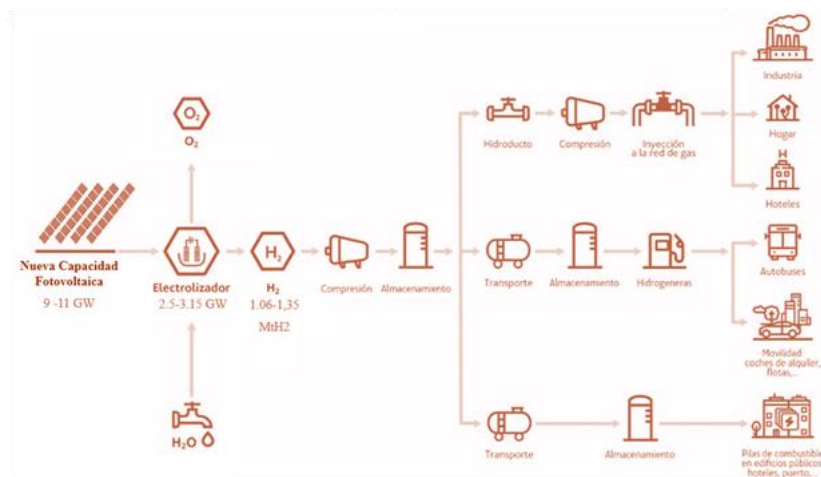 O₂
O₂
Nueva Capacidad
Fotovoltaica
9 -11 GW
Electrolizador
2.5-3.15 GW
H₂O
H₂
H₂
1.06-1,35
MtH2
Compresión
Almacenamiento
Hidroducto
Compresión
Inyección
a la red de gas
Industria
Hogar
H
Hoteles
Transporte
Almacenamiento
Hidrogeneras
Autobuses
Movilidad
coches de alquiler,
flotas,...
Transporte
Almacenamiento
Pilas de combustible
en edificios públicos
hoteles, puerto,...